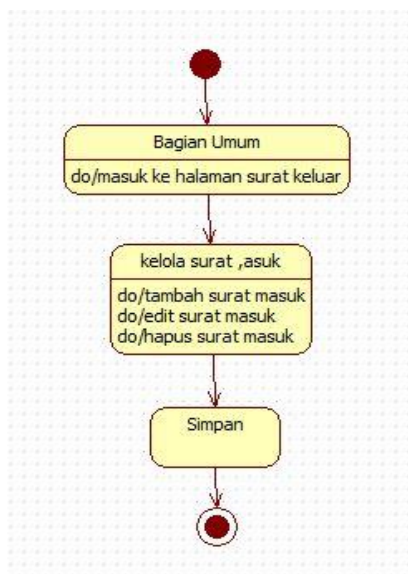 Bagian Umum
do/masuk ke halaman surat keluar
kelola surat ,asuk
do/tambah surat masuk
do/edit surat masuk
do/hapus surat masuk
Simpan